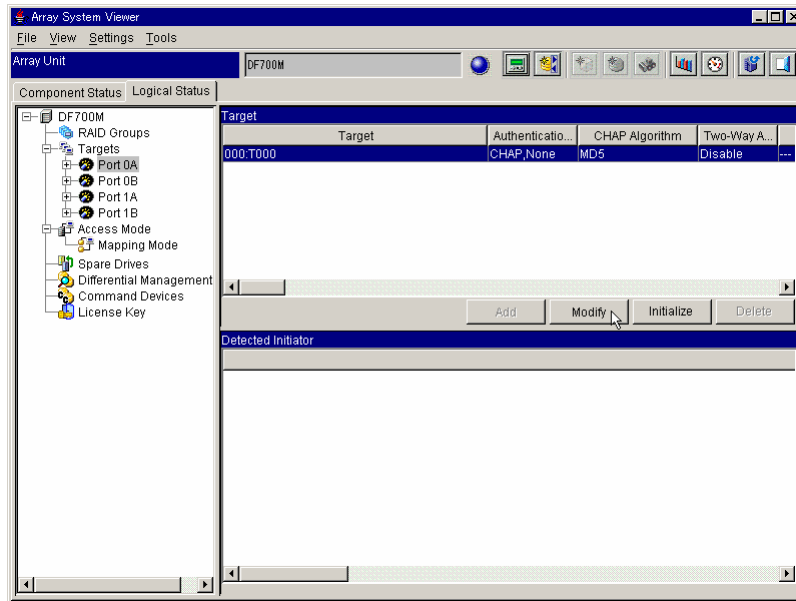 Array System Viewer
File View Settings Tools
Array Unit
DF700M
Component Status
Logical Status
DF700M
RAID Groups
Targets
Port 0A
Port 0B
Port 1A
Port 1B
Access Mode
Mapping Mode
Spare Drives
Differential Management
Command Devices
License Key
Target
Target Authenticatio... CHAP Algorithm Two-Way A...
000:T000 CHAP,None MD5 Disable ---
Add Modify Initialize Delete
Detected Initiator